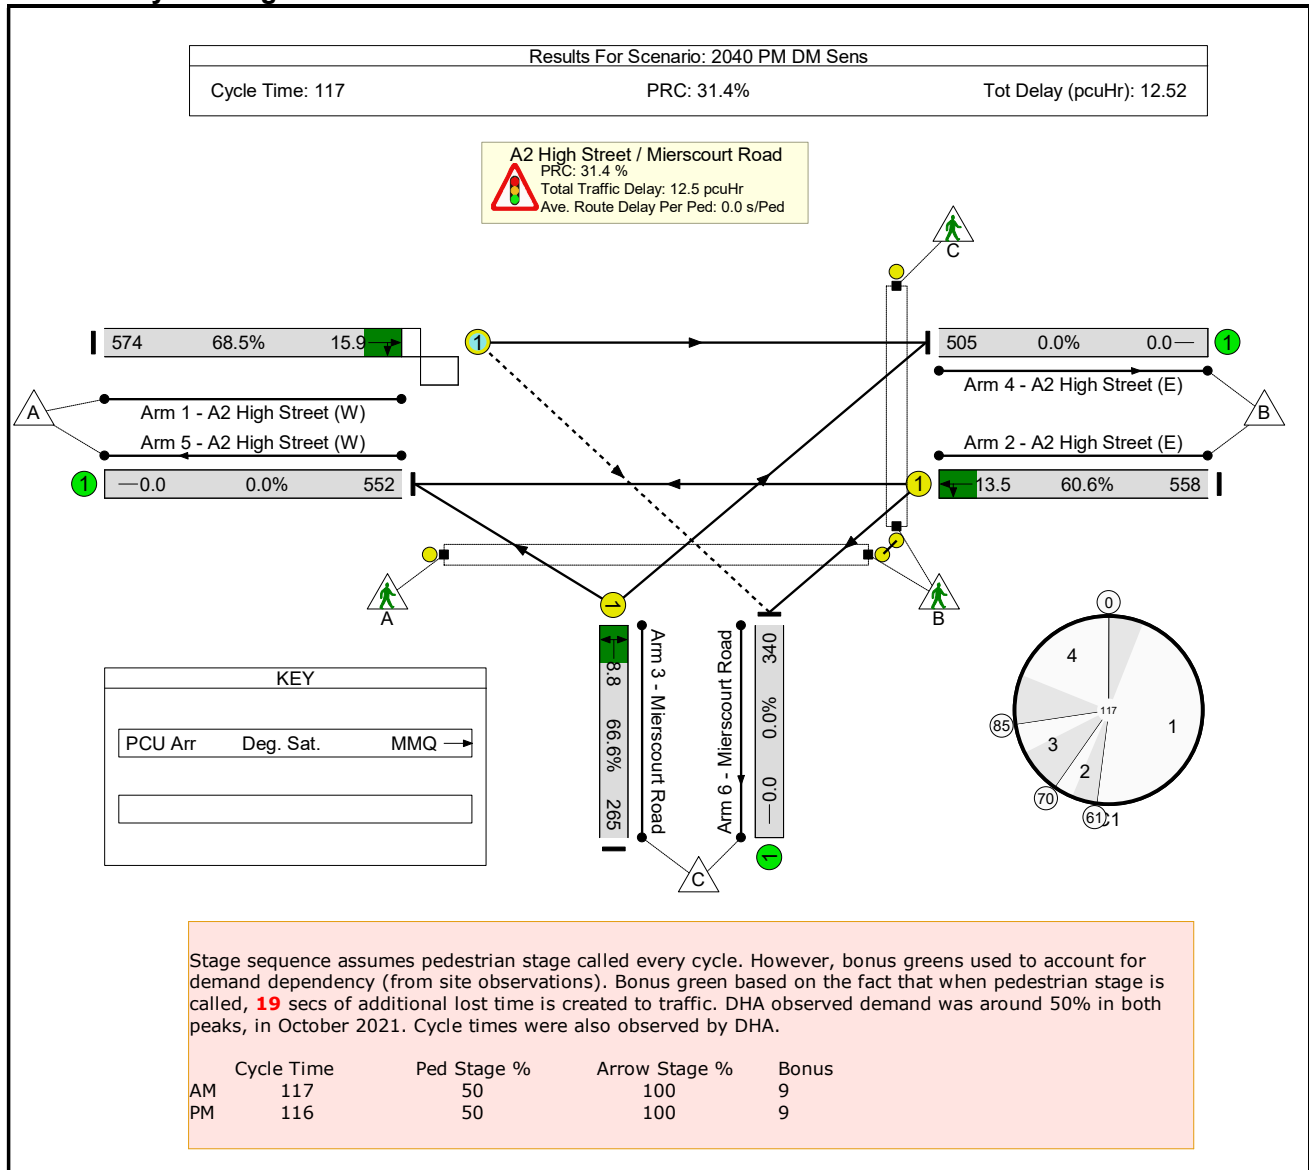 Results For Scenario: 2040 PM DM Sens
Cycle Time: 117 PRC: 31.4% Tot Delay (pcuHr): 12.52
A2 High Street / Mierscourt Road
PRC: 31.4 %
Total Traffic Delay: 12.5 pcuHr
Ave. Route Delay Per Ped: 0.0 s/Ped
C
574 68.5% 15.9
1
505 0.0% 0.0
1
Arm 4 - A2 High Street (E)
A
Arm 1 - A2 High Street (W)
B
Arm 5 - A2 High Street (W)
Arm 2 - A2 High Street (E)
1
0.0 0.0% 552
1
13.5 60.6% 558
A
1
B
8.8 66.6% 265
Arm 3 - Mierscourt Road
Arm 6 - Mierscourt Road
340 0.0% 0.0
1
C
0
4
117
1
85
3
2
70
61
C1
KEY
PCU Arr Deg. Sat. MMQ
Stage sequence assumes pedestrian stage called every cycle. However, bonus greens used to account for
demand dependency (from site observations). Bonus green based on the fact that when pedestrian stage is
called, 19 secs of additional lost time is created to traffic. DHA observed demand was around 50% in both
peaks, in October 2021. Cycle times were also observed by DHA.
Cycle Time Ped Stage % Arrow Stage % Bonus
AM 117 50 100 9
PM 116 50 100 9